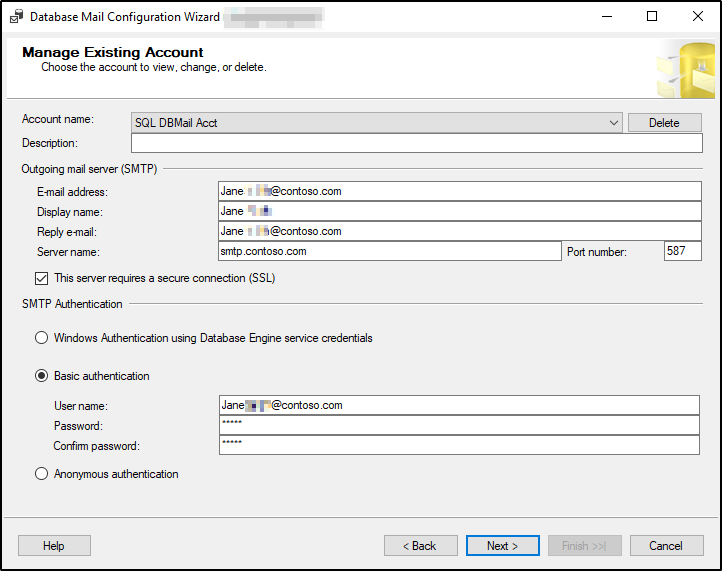 Database Mail Configuration Wizard
Manage Existing Account
Choose the account to view, change, or delete.
Account name: SQL DBMail Acct Delete
Description:
Outgoing mail server (SMTP)
E-mail address: Jane @contoso.com
Display name: Jane
Reply e-mail: Jane @contoso.com
Server name: smtp.contoso.com Port number: 587
This server requires a secure connection (SSL)
SMTP Authentication
Windows Authentication using Database Engine service credentials
Basic authentication
User name: Jane @contoso.com
Password: *****
Confirm password: *****
Anonymous authentication
Help < Back Next > Finish >>| Cancel